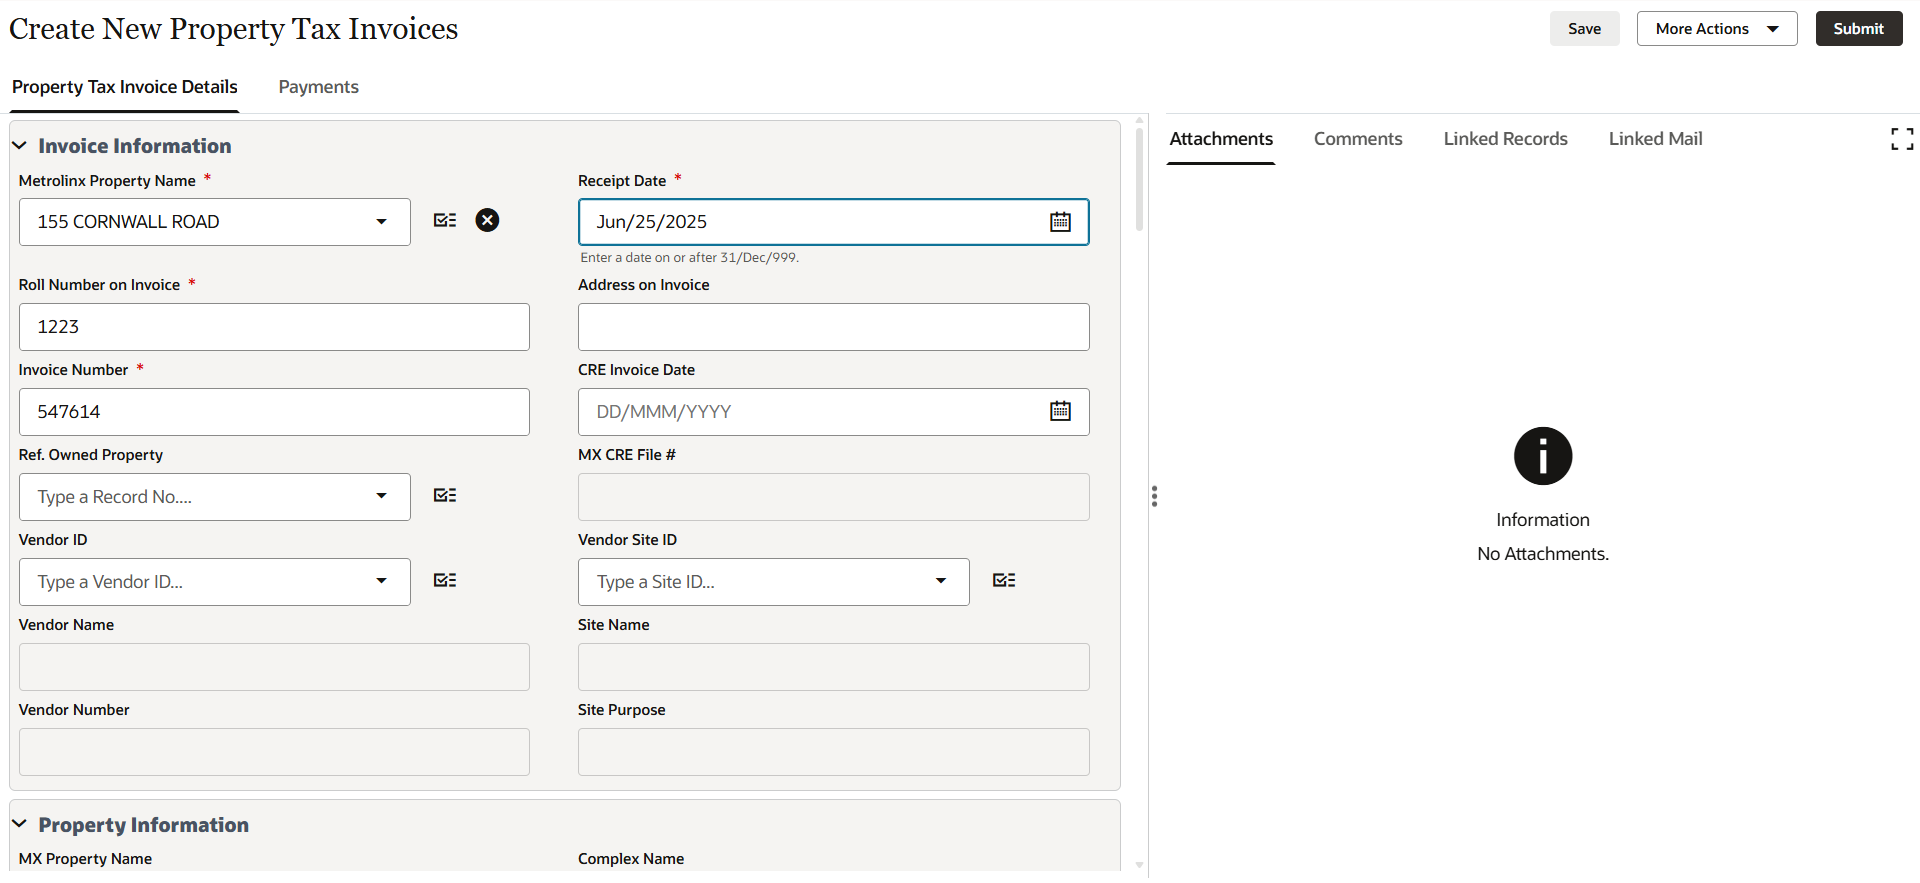 Create New Property Tax Invoices
Save
More Actions
Submit
Property Tax Invoice Details
Payments
Invoice Information
Metrolinx Property Name *
Receipt Date *
155 CORNWALL ROAD
Jun/25/2025
Enter a date on or after 31/Dec/999.
Roll Number on Invoice *
Address on Invoice
1223
Invoice Number *
CRE Invoice Date
547614
DD/MMM/YYYY
Ref. Owned Property
MX CRE File #
Type a Record No....
Vendor ID
Vendor Site ID
Type a Vendor ID...
Type a Site ID...
Vendor Name
Site Name
Vendor Number
Site Purpose
Property Information
MX Property Name
Complex Name
Attachments
Comments
Linked Records
Linked Mail
Information
No Attachments.